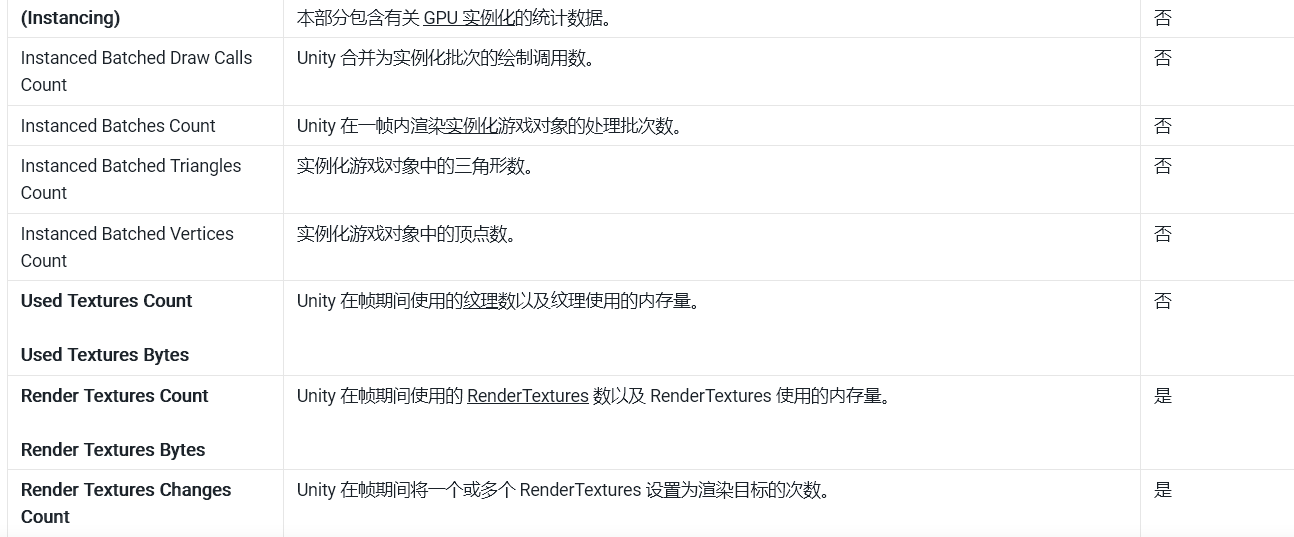 (Instancing) 本部分包含有关 GPU 实例化的统计数据。 否
Instanced Batched Draw Calls Unity 合并为实例化批次的绘制调用数。 否
Count
Instanced Batches Count Unity 在一帧内渲染实例化游戏对象的处理批次数。 否
Instanced Batched Triangles 实例化游戏对象中的三角形数。 否
Count
Instanced Batched Vertices 实例化游戏对象中的顶点数。 否
Count
Used Textures Count Unity 在帧期间使用的纹理数以及纹理使用的内存量。 否
Used Textures Bytes
Render Textures Count Unity 在帧期间使用的 RenderTextures 数以及 RenderTextures 使用的内存量。 是
Render Textures Bytes
Render Textures Changes Unity 在帧期间将一个或多个 RenderTextures 设置为渲染目标的次数。 是
Count